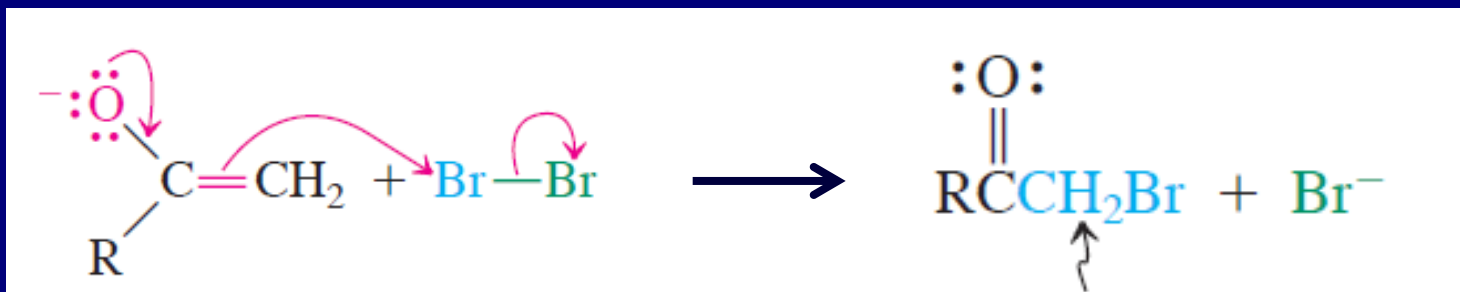 ⁻:O:
C=CH₂ + Br—Br
R
:O:
RCCH₂Br + Br⁻